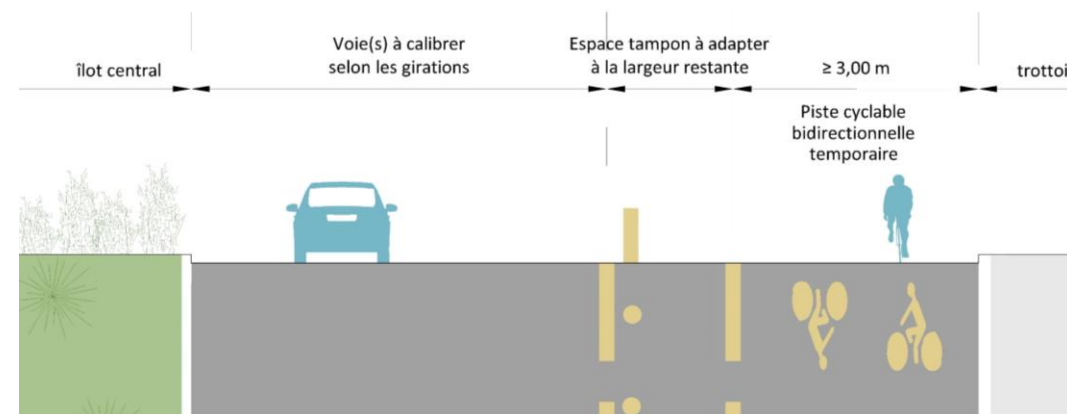 Voie(s) à calibrer
selon les girations
Espace tampon à adapter
à la largeur restante
îlot central
≥ 3,00 m
trottoi
Piste cyclable
bidirectionnelle
temporaire